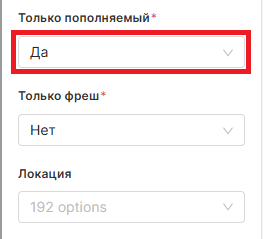 Только пополняемый*
Да
Только фреш*
Нет
Локация
192 options